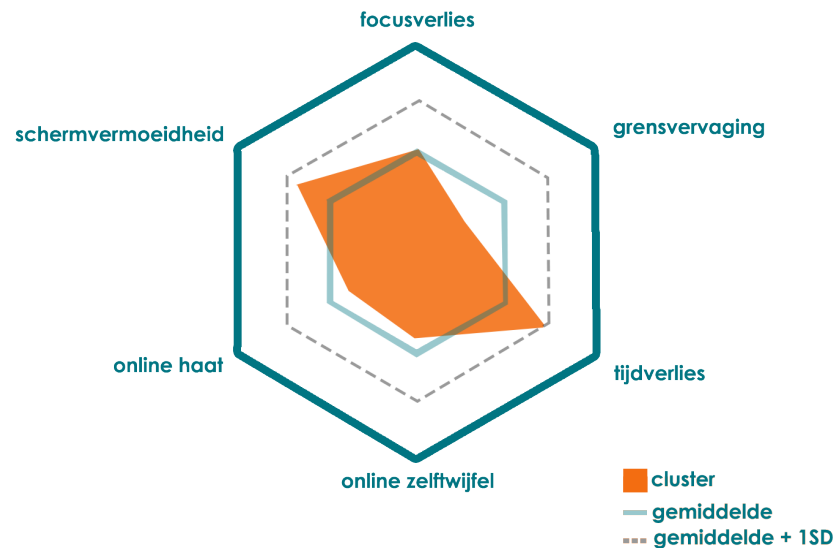 focusverlies
schermvermoeidheid
grensvervaging
online haat
tijdverlies
online zelftwijfel
cluster
gemiddelde
gemiddelde + 1SD